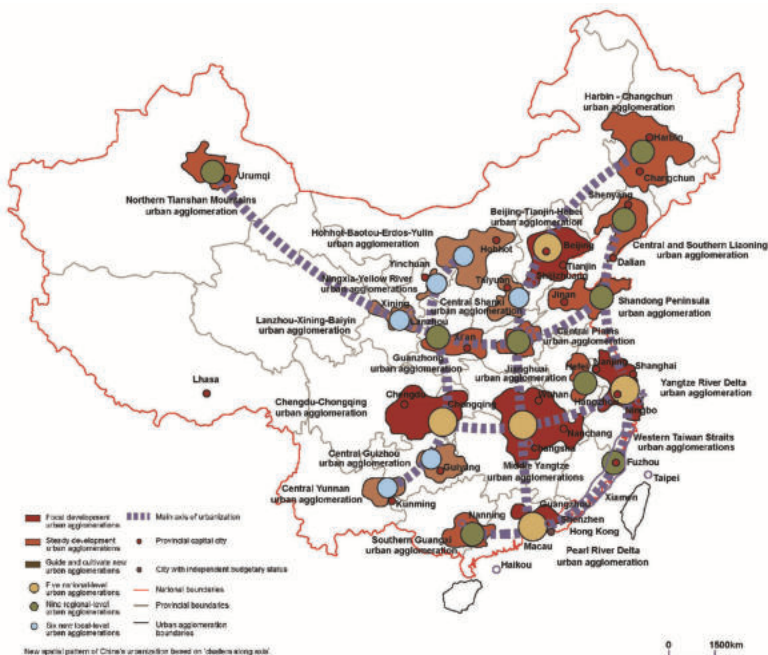 Harbin - Changchun
urban agglomeration
Harbin
Changchun
Urumqi
Northern Tianshan Mountains
urban agglomeration
Shenyang
Beijing-Tianjin-Hebei
urban agglomeration
Hohhot-Baotou-Erdos-Yulin
urban agglomeration
Hohhot
Beijing
Central and Southern Liaoning
urban agglomeration
Yinchuan
Tianjin
Dalian
Ningxia-Yellow River
urban agglomerations
Taiyuan
Xining
Central Shanxi
urban agglomeration
Jinan
Shandong Peninsula
urban agglomeration
Lanzhou-Xining-Baiyin
urban agglomeration
Lanzhou
Xi'an
Central Plains
urban agglomeration
Guanzhong
urban agglomeration
Jianghuai
urban agglomeration
Hefei
Nanjing
Shanghai
Lhasa
Chengdu-Chongqing
urban agglomeration
Chengdu
Chongqing
Wuhan
Hangzhou
Yangtze River Delta
urban agglomeration
Ningbo
Nanchang
Changsha
Western Taiwan Straits
urban agglomerations
Central Guizhou
urban agglomeration
Guiyang
Middle Yangtze
urban agglomeration
Fuzhou
Taipei
Central Yunnan
urban agglomeration
Kunming
Xiamen
Nanning
Guangzhou
Shenzhen
Hong Kong
Southern Guangxi
urban agglomeration
Macau
Pearl River Delta
urban agglomeration
Haikou
Focal development
urban agglomerations
Main axis of urbanization
Steady development
urban agglomerations
Provincial capital city
Guide and cultivate new
urban agglomerations
City with independent budgetary status
Five national-level
urban agglomerations
National boundaries
Nine regional-level
urban agglomerations
Provincial boundaries
Six new local-level
urban agglomerations
Urban agglomeration
boundaries
New spatial pattern of China's urbanization based on 'clusters along axis'.
0 1500km